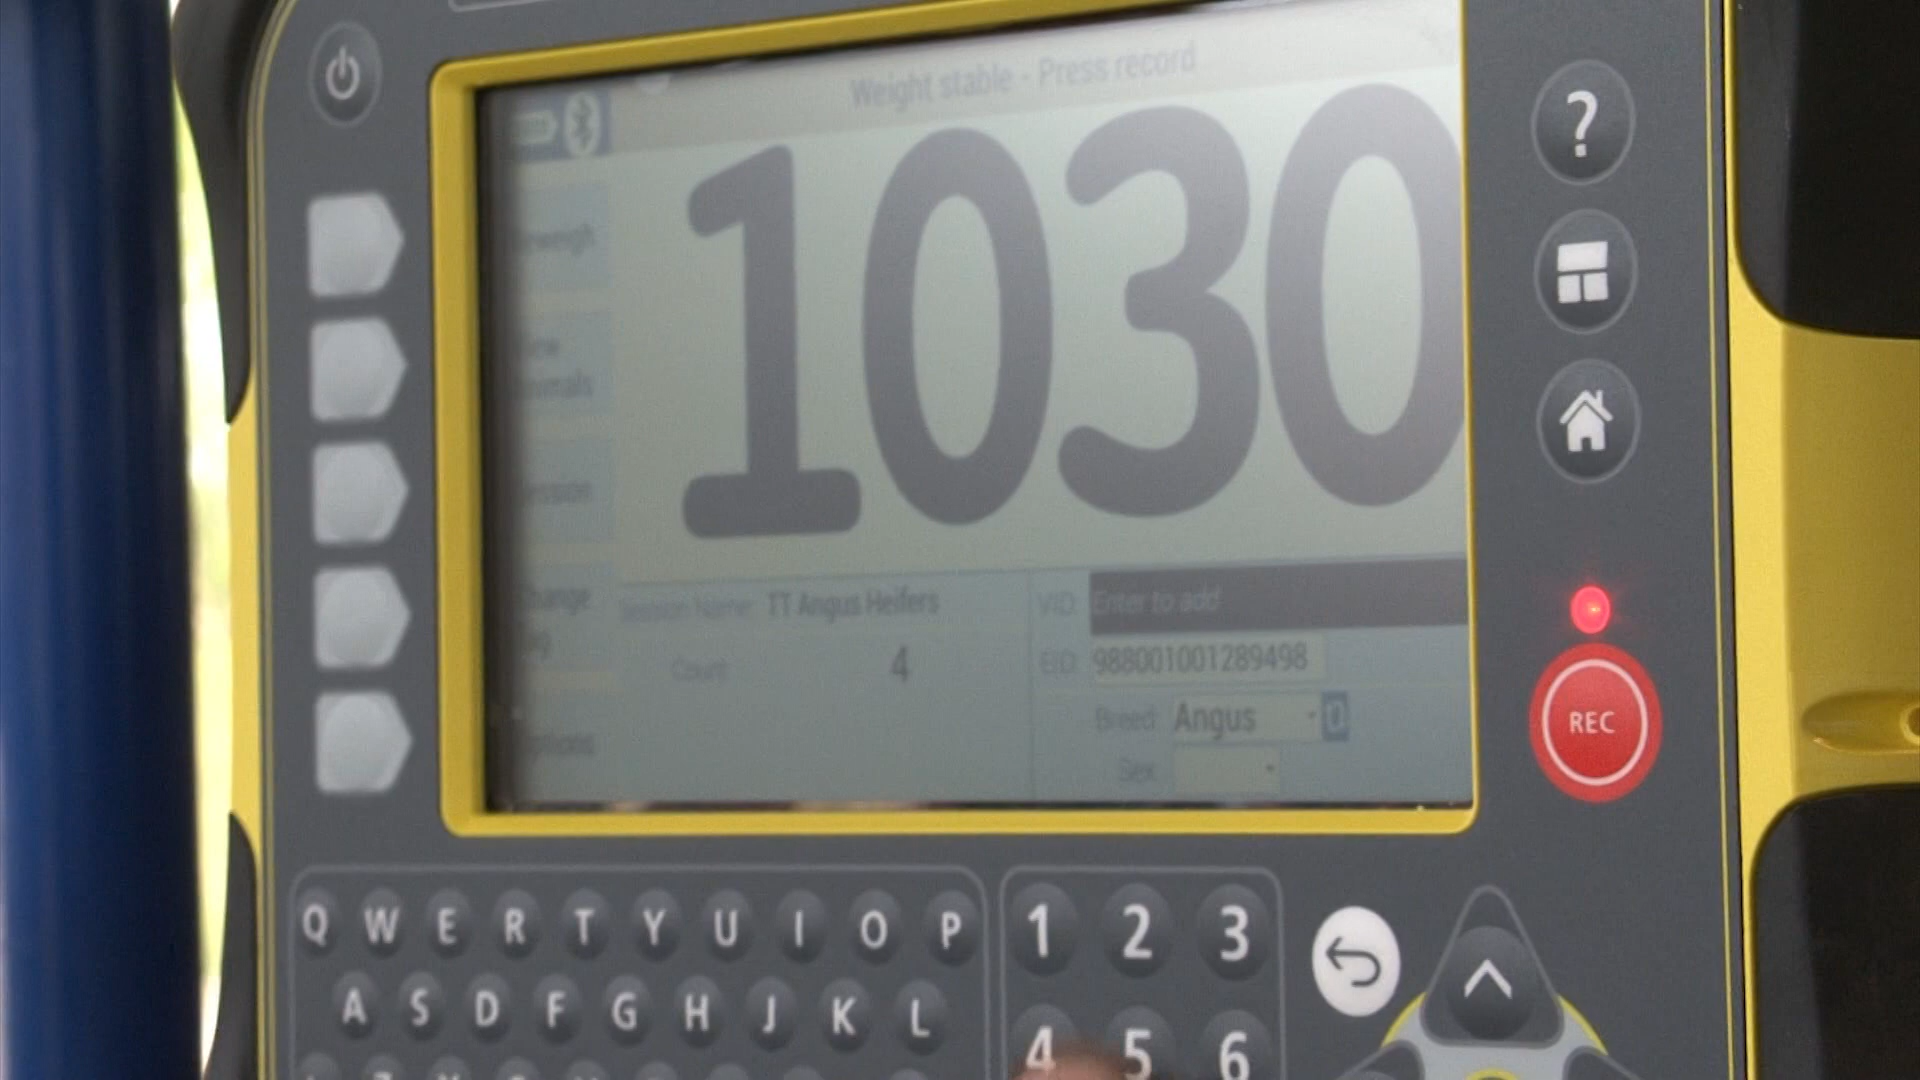 Weight stable - Press record
1030
Session Name: TT Angus Heifers
Count: 4
VID: Enter to add
EID: 988001001289498
Breed: Angus
Sex:
?
REC
Q W E R T Y U I O P
A S D F G H J K L
1 2 3
4 5 6